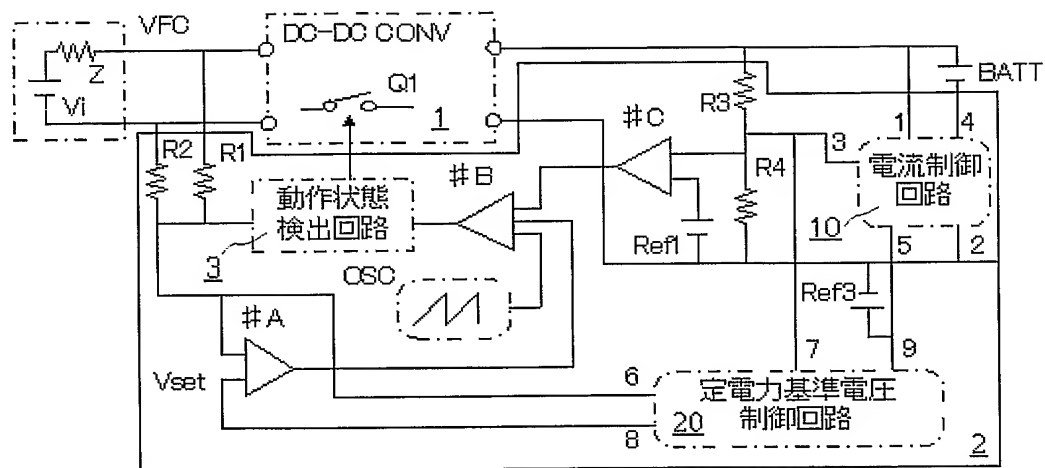 VFC
DC-DC CONV
Z
Vi
Q1
1
BATT
R3
#C
1
4
3
R2
R1
R4
電流制御
回路
10
#B
動作状態
検出回路
3
Ref1
5
2
OSC
Ref3
#A
7
9
Vset
6
定電力基準電圧
制御回路
20
8
2